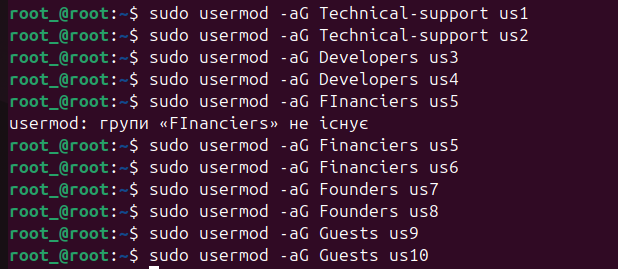 root_@root:~$ sudo usermod -aG Technical-support us1
root_@root:~$ sudo usermod -aG Technical-support us2
root_@root:~$ sudo usermod -aG Developers us3
root_@root:~$ sudo usermod -aG Developers us4
root_@root:~$ sudo usermod -aG FInanciers us5
usermod: групи «FInanciers» не існує
root_@root:~$ sudo usermod -aG Financiers us5
root_@root:~$ sudo usermod -aG Financiers us6
root_@root:~$ sudo usermod -aG Founders us7
root_@root:~$ sudo usermod -aG Founders us8
root_@root:~$ sudo usermod -aG Guests us9
root_@root:~$ sudo usermod -aG Guests us10